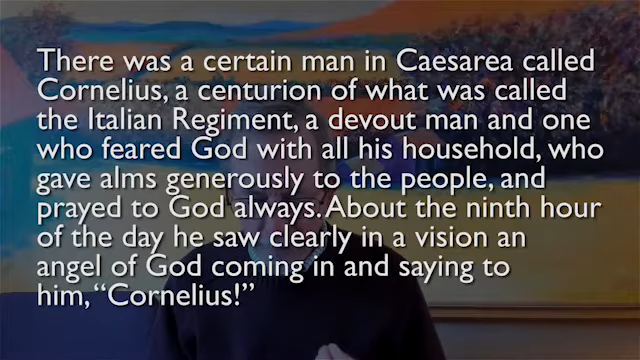 There was a certain man in Caesarea called
Cornelius, a centurion of what was called
the Italian Regiment, a devout man and one
who feared God with all his household, who
gave alms generously to the people, and
prayed to God always. About the ninth hour
of the day he saw clearly in a vision an
angel of God coming in and saying to
him, “Cornelius!”